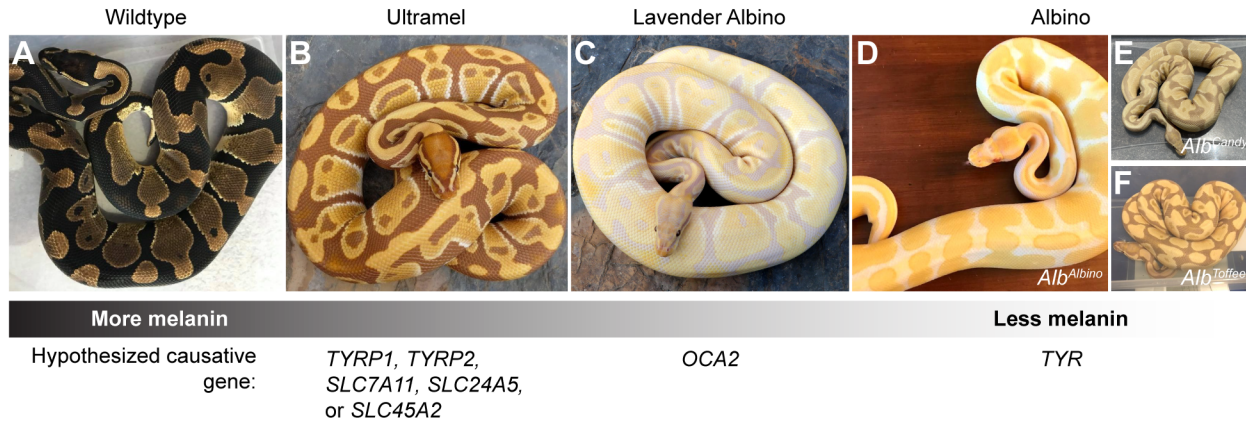 Wildtype
Ultramel
Lavender Albino
Albino
A
B
C
D
E
F
Alb^Albino
Alb^Candy
Alb^Toffee
More melanin
Less melanin
Hypothesized causative
gene:
TYRP1, TYRP2,
SLC7A11, SLC24A5,
or SLC45A2
OCA2
TYR